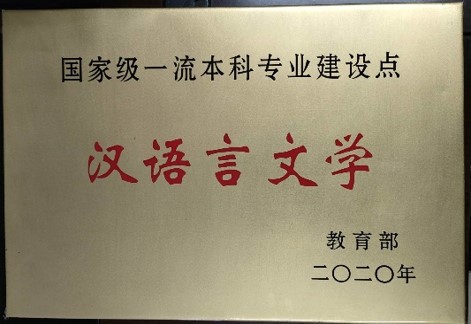 国家级一流本科专业建设点
汉语言文学
教育部
二〇二〇年